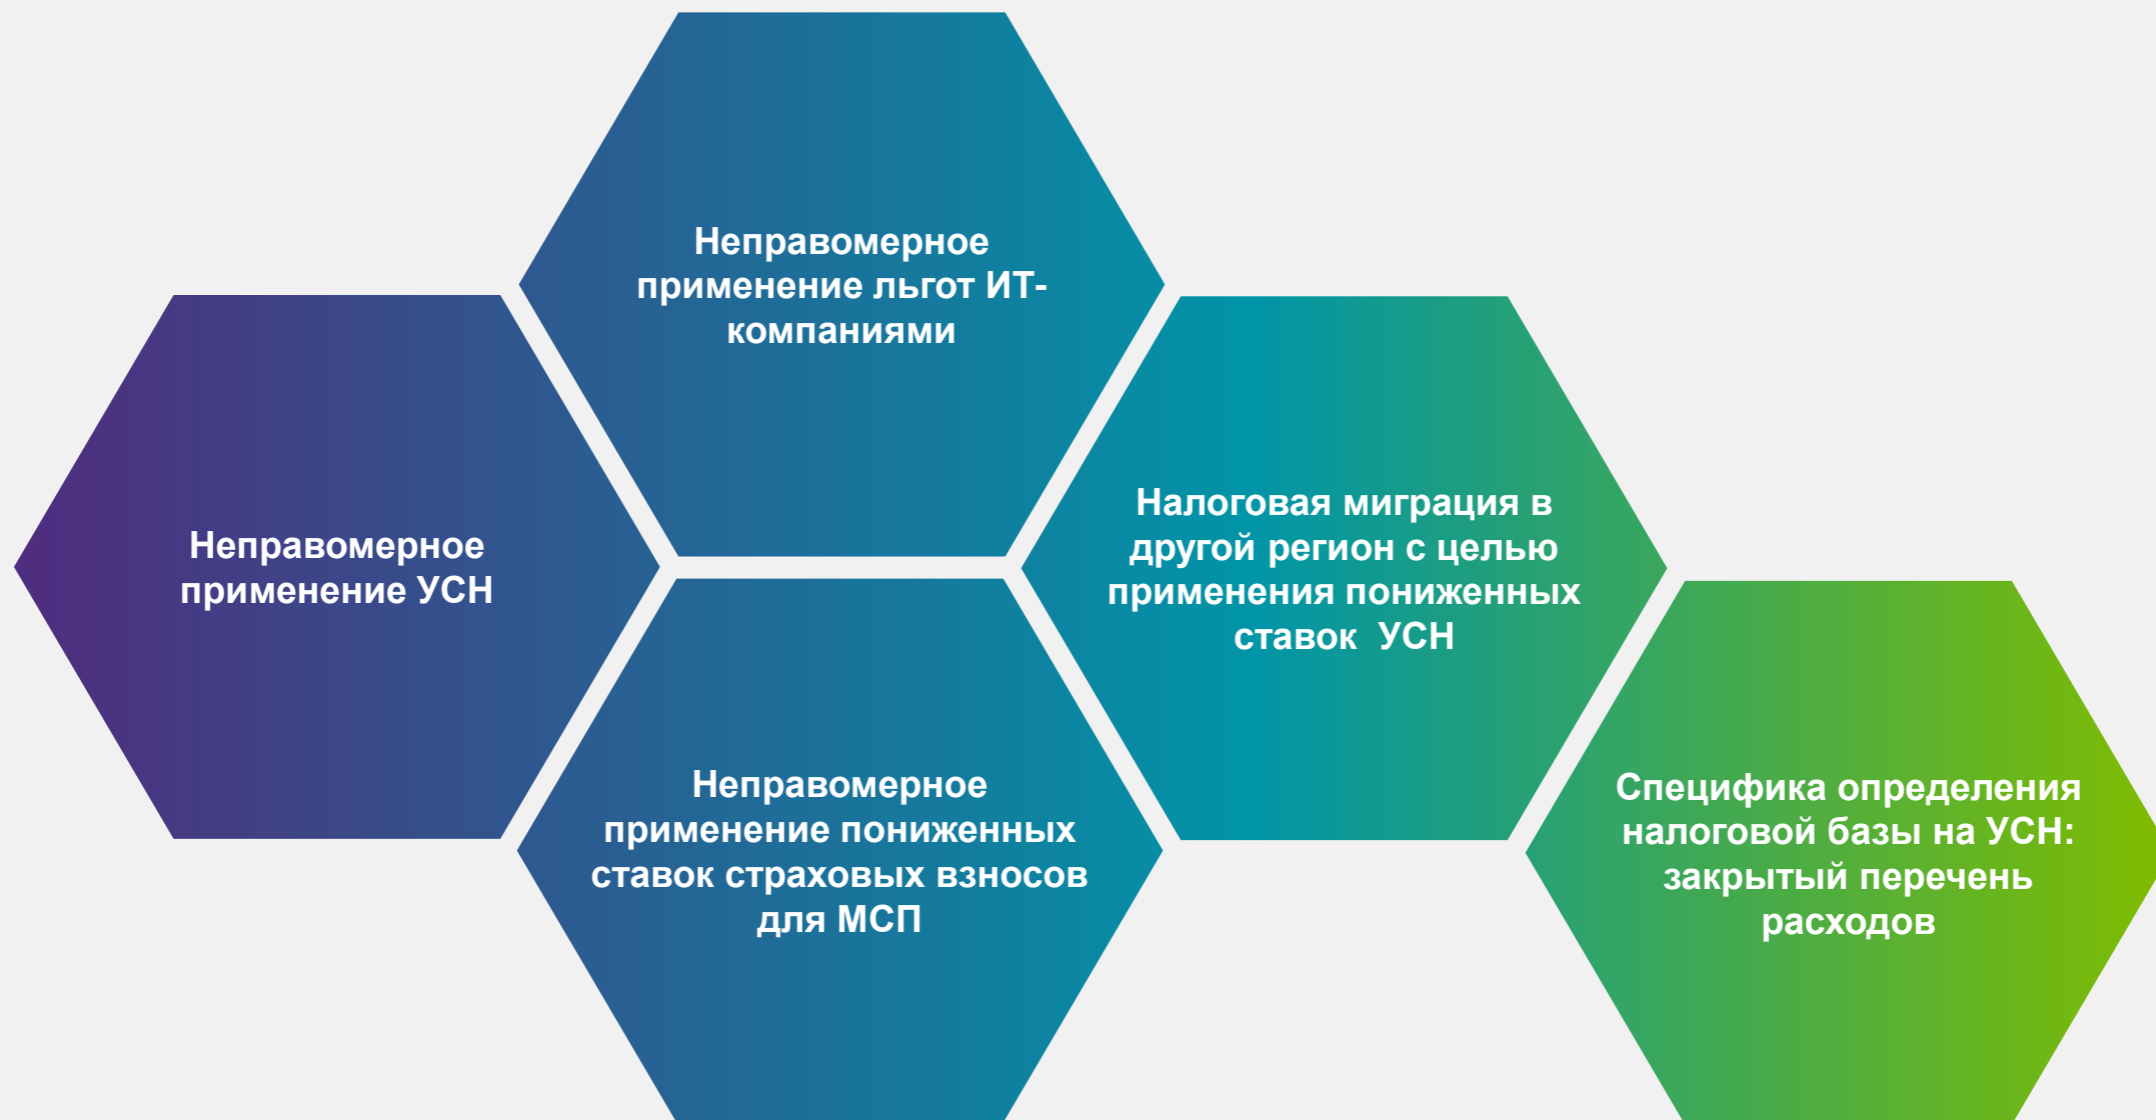 Неправомерное
применение льгот ИТ-
компаниями
Неправомерное
применение УСН
Налоговая миграция в
другой регион с целью
применения пониженных
ставок  УСН
Неправомерное
применение пониженных
ставок страховых взносов
для МСП
Специфика определения
налоговой базы на УСН:
закрытый перечень
расходов